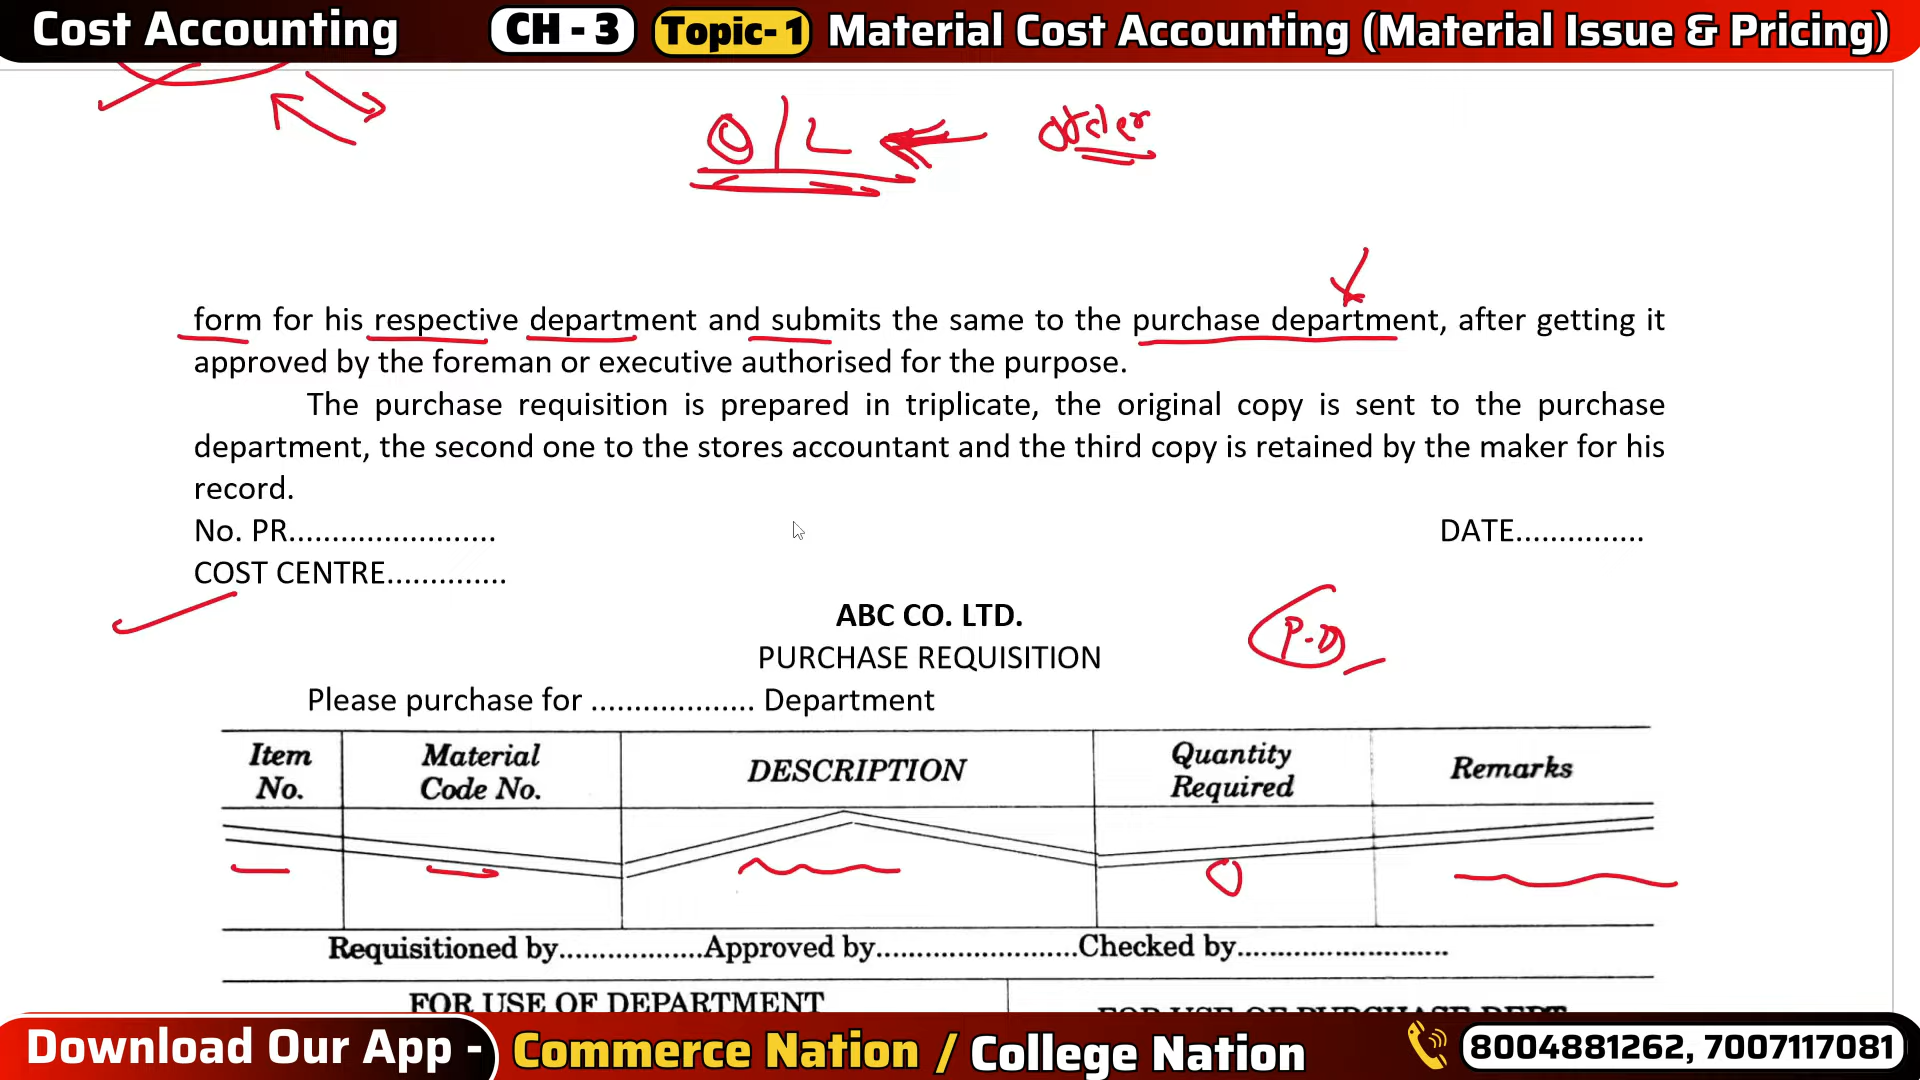 Cost Accounting CH - 3 Topic- 1 Material Cost Accounting (Material Issue & Pricing)
O / L order
form for his respective department and submits the same to the purchase department, after getting it
approved by the foreman or executive authorised for the purpose.
The purchase requisition is prepared in triplicate, the original copy is sent to the purchase
department, the second one to the stores accountant and the third copy is retained by the maker for his
record.
No. PR........................ DATE...............
COST CENTRE..............
ABC CO. LTD.
P.D
PURCHASE REQUISITION
Please purchase for ................... Department
Item No. Material Code No. DESCRIPTION Quantity Required Remarks
Requisitioned by..................Approved by.........................Checked by..........................
FOR USE OF DEPARTMENT FOR USE OF PURCHASE DEPT
Download Our App - Commerce Nation / College Nation 8004881262, 7007117081